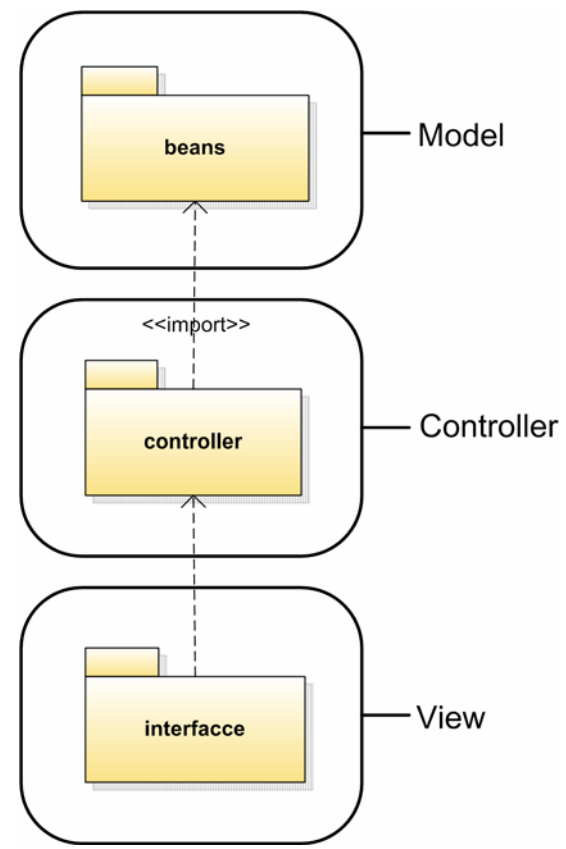 beans
Model
<<import>>
controller
Controller
interfacce
View